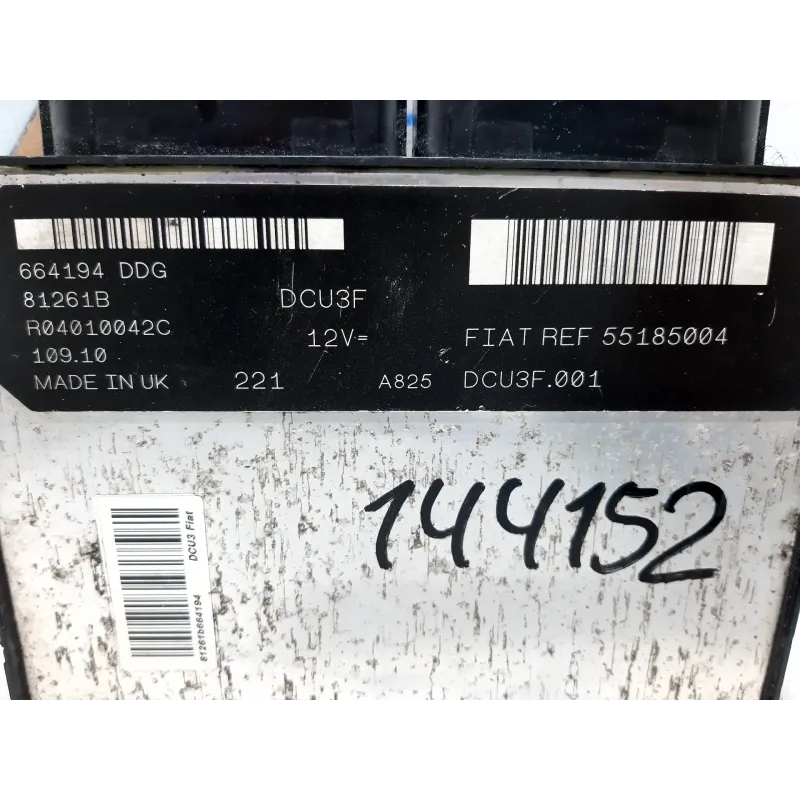 664194 DDG
81261B
DCU3F
R04010042C
12V=
FIAT REF 55185004
109.10
MADE IN UK
221
A825
DCU3F.001
144152
DCU3 Fiat
81261b664194